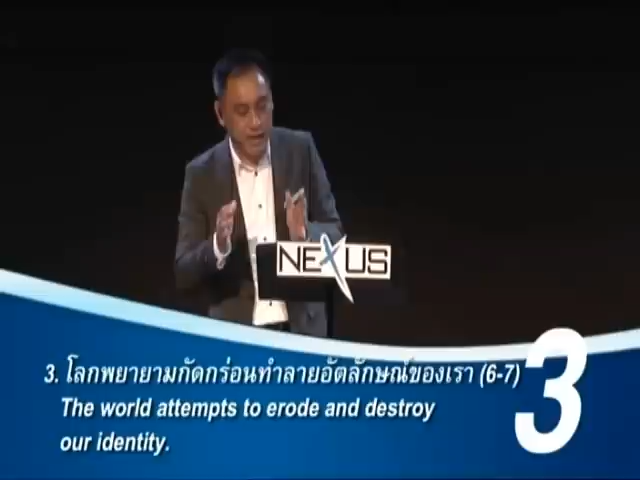 NEXUS
3. โลกพยายามกัดกร่อนทำลายอัตลักษณ์ของเรา (6-7)
The world attempts to erode and destroy
our identity.
3